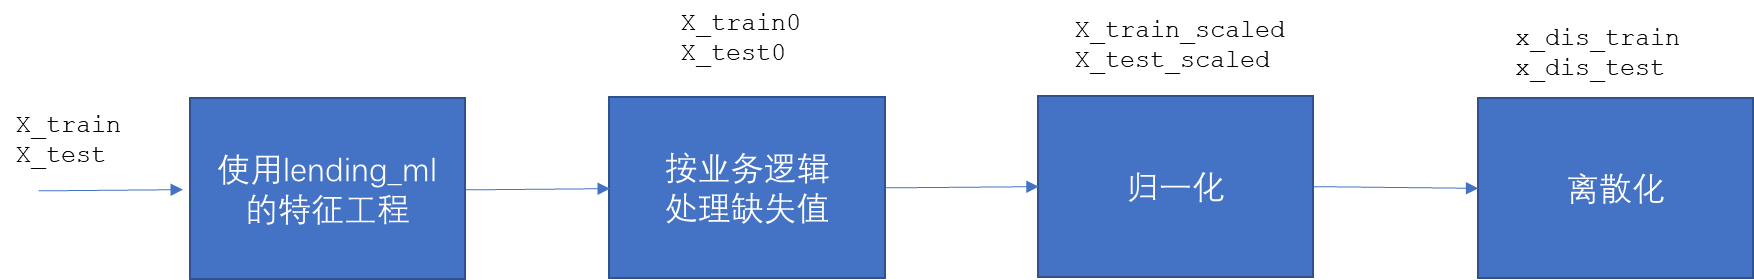 X_train
X_test
使用lending_ml
的特征工程
X_train0
X_test0
按业务逻辑
处理缺失值
X_train_scaled
X_test_scaled
归一化
x_dis_train
x_dis_test
离散化